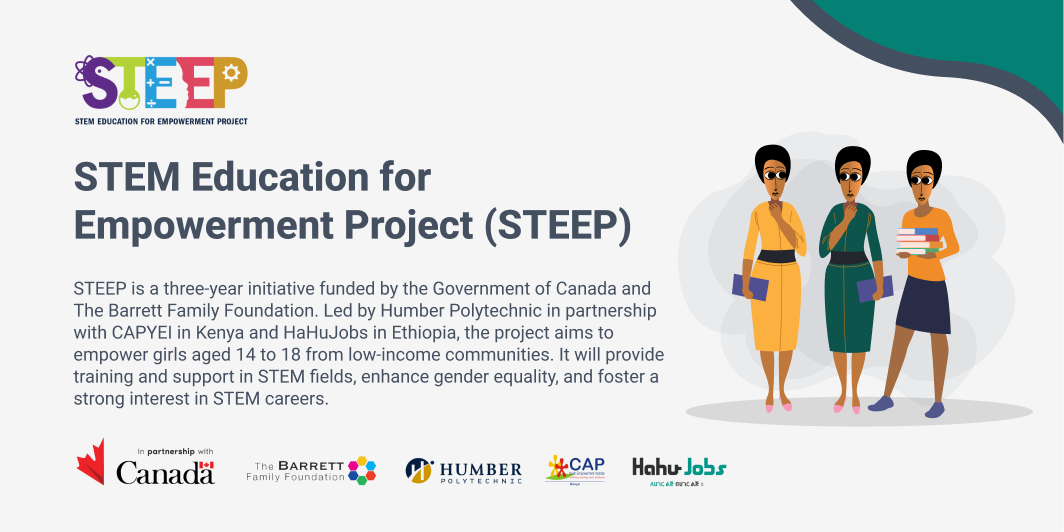 STEEP
STEM EDUCATION FOR EMPOWERMENT PROJECT
STEM Education for
Empowerment Project (STEEP)
STEEP is a three-year initiative funded by the Government of Canada and
The Barrett Family Foundation. Led by Humber Polytechnic in partnership
with CAPYEI in Kenya and HaHuJobs in Ethiopia, the project aims to
empower girls aged 14 to 18 from low-income communities. It will provide
training and support in STEM fields, enhance gender equality, and foster a
strong interest in STEM careers.
In partnership with
Canada
The BARRETT
Family Foundation
HUMBER
POLYTECHNIC
CAP
Hahu Jobs